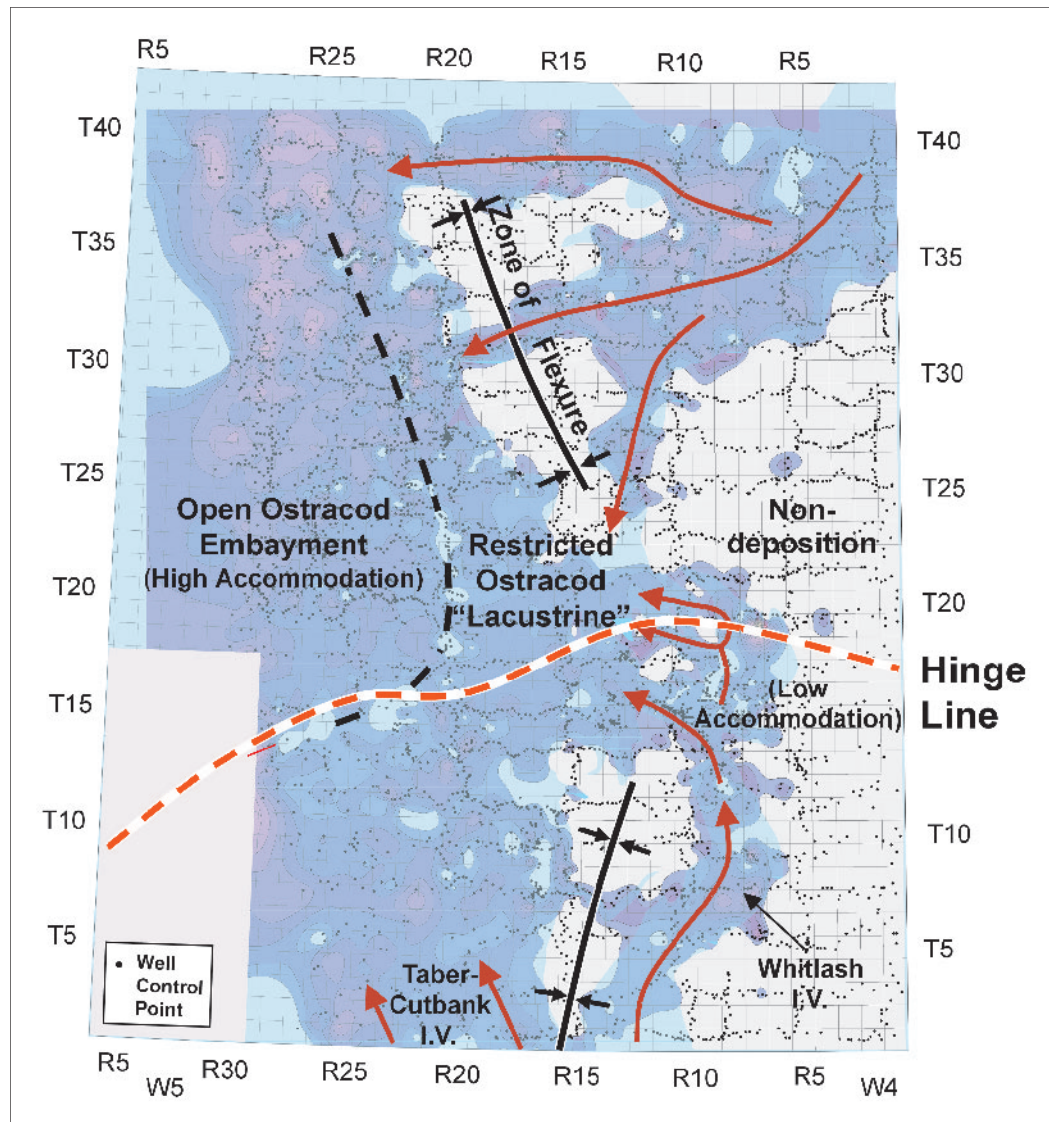 R5 R25 R20 R15 R10 R5
T40 T40
T35 T35
Zone of
Flexure
T30 T30
T25 T25
Open Ostracod
Embayment
(High Accommodation)
Restricted
Ostracod
“Lacustrine”
Non-
deposition
T20 T20
Hinge
Line
T15
(Low
Accommodation)
T10 T10
T5 T5
• Well
Control
Point
Taber-
Cutbank
I.V.
Whitlash
I.V.
R5 R30 R25 R20 R15 R10 R5
W5 W4